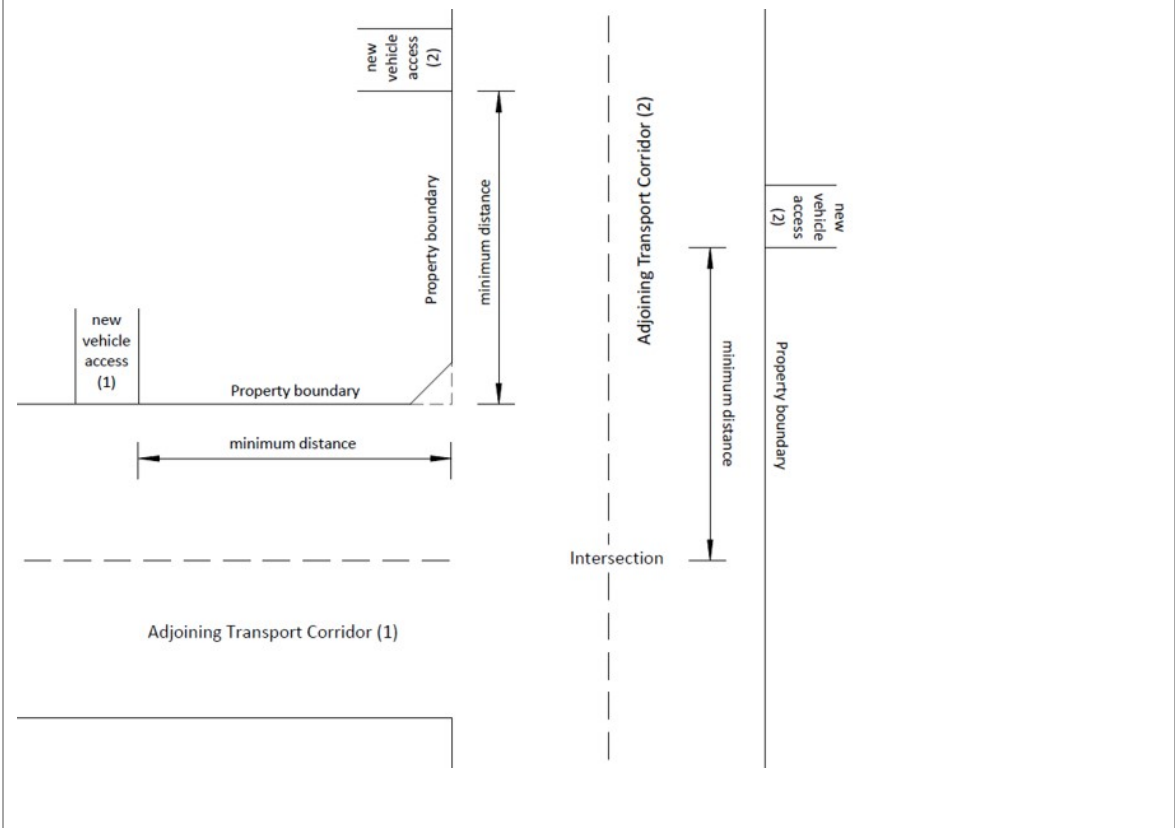 new
vehicle
access
(2)
Property boundary
minimum distance
Adjoining Transport Corridor (2)
new
vehicle
access
(2)
minimum distance
Property boundary
new
vehicle
access
(1)
Property boundary
minimum distance
Intersection
Adjoining Transport Corridor (1)